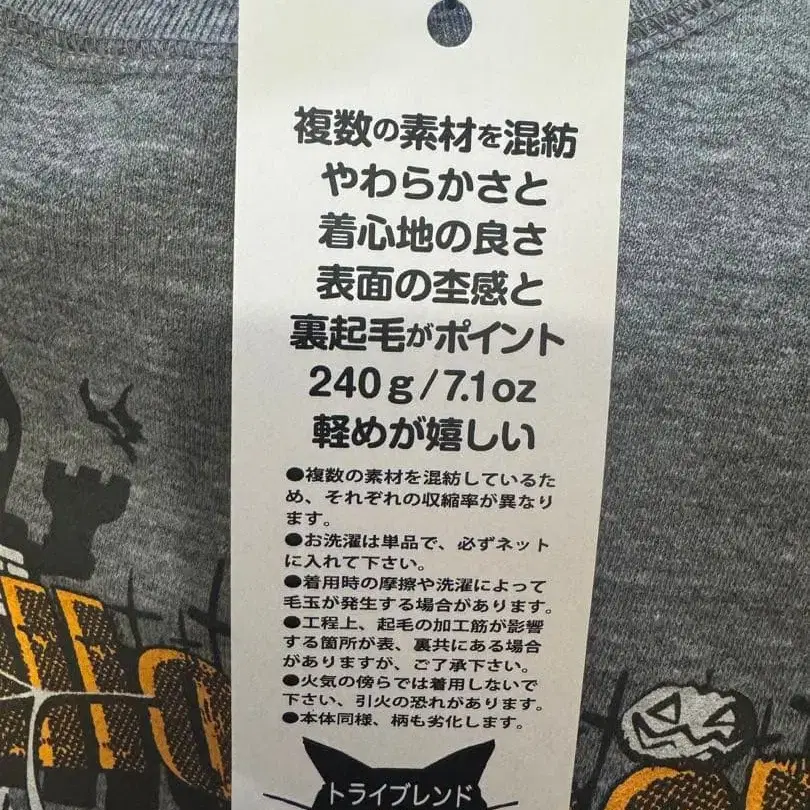 複数の素材を混紡
やわらかさと
着心地の良さ
表面の杢感と
裏起毛がポイント
240g/7.1oz
軽めが嬉しい
●複数の素材を混紡しているた
め、それぞれの収縮率が異なり
ます。
●お洗濯は単品で、必ずネット
に入れて下さい。
●着用時の摩擦や洗濯によって
毛玉が発生する場合があります。
●工程上、起毛の加工筋が影響
する箇所が表、裏共にある場合
がありますが、ご了承下さい。
●火気の傍らでは着用しないで
下さい、引火の恐れがあります。
●本体同様、柄も劣化します。
トライブレンド